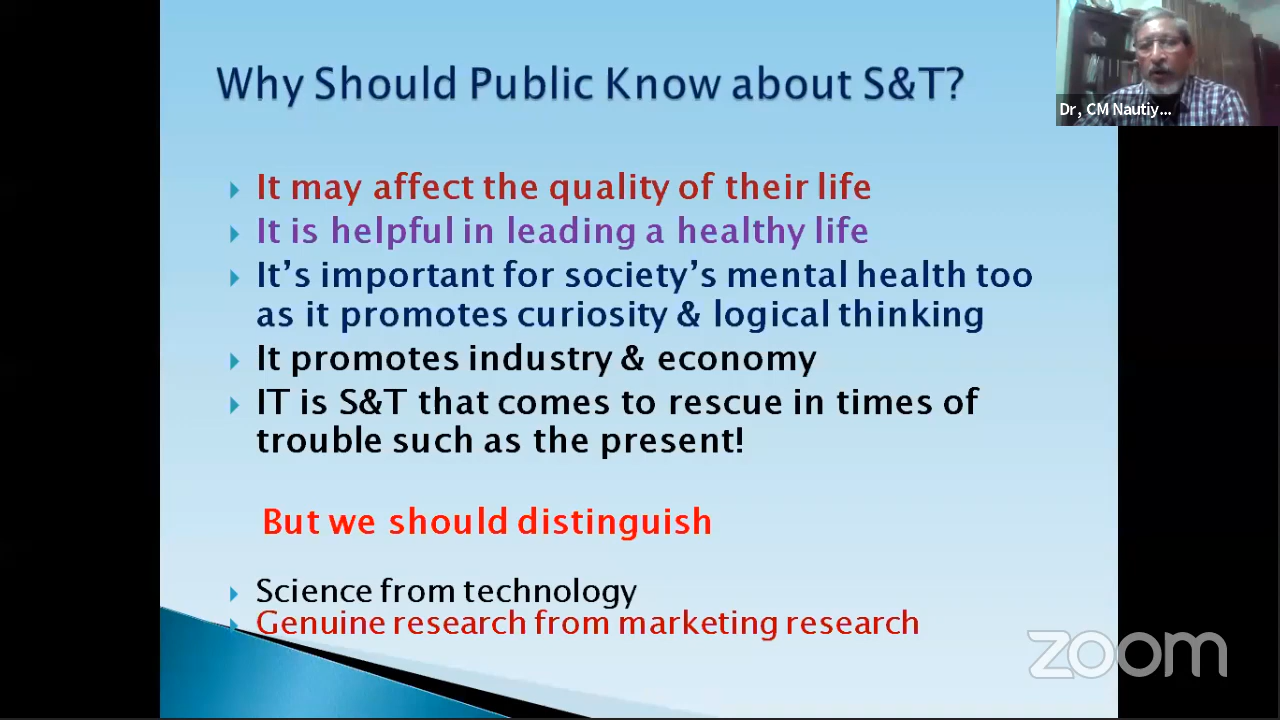 Why Should Public Know about S&T?
Dr, CM Nautiy...
It may affect the quality of their life
It is helpful in leading a healthy life
It's important for society's mental health too
as it promotes curiosity & logical thinking
It promotes industry & economy
IT is S&T that comes to rescue in times of
trouble such as the present!
But we should distinguish
Science from technology
Genuine research from marketing research
zoom